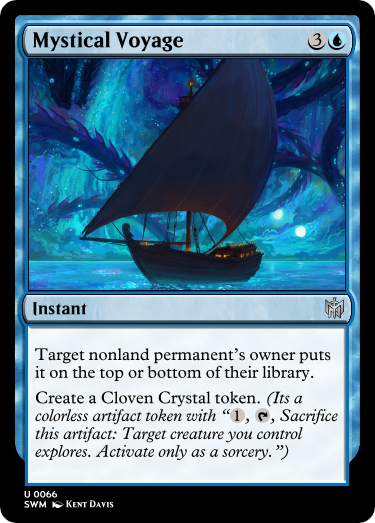 Mystical Voyage 3
Instant
Target nonland permanent's owner puts
it on the top or bottom of their library.
Create a Cloven Crystal token. (Its a
colorless artifact token with “1, , Sacrifice
this artifact: Target creature you control
explores. Activate only as a sorcery.”)
U 0066
SWM Kent Davis